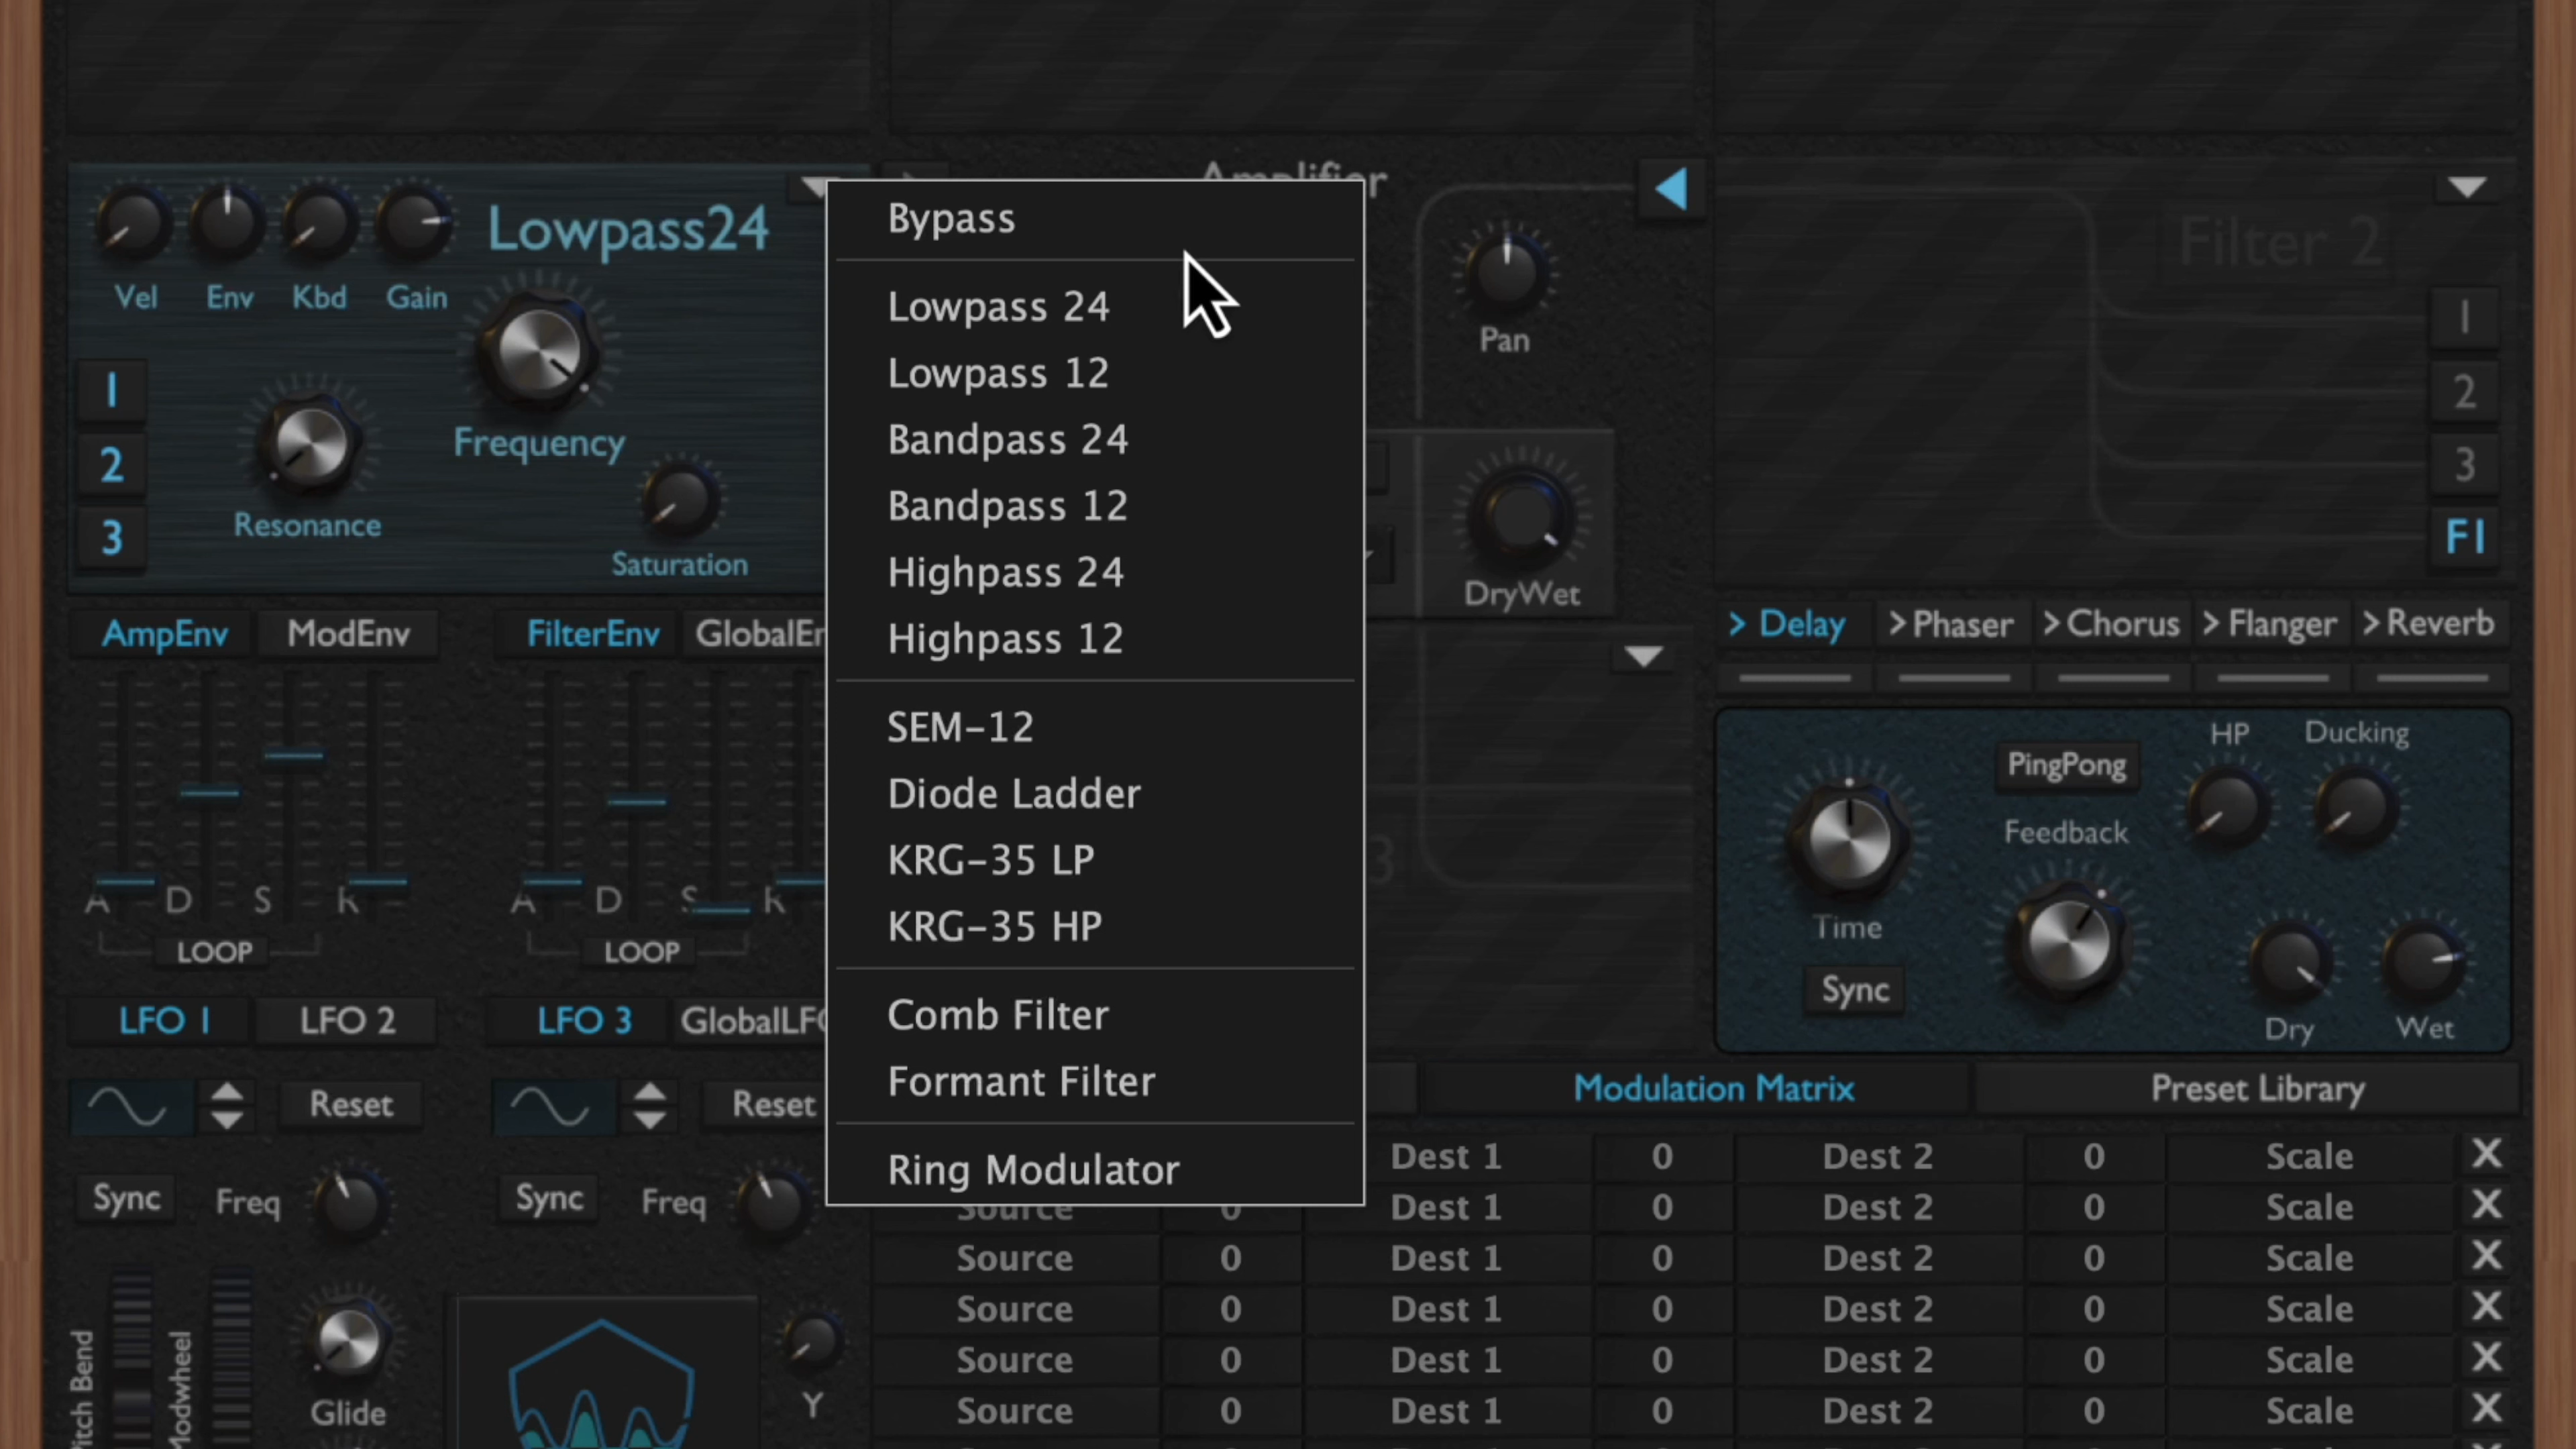 Amplifier
Lowpass24
Vel Env Kbd Gain
Frequency
Resonance
Saturation
1
2
3
Bypass
Lowpass 24
Lowpass 12
Bandpass 24
Bandpass 12
Highpass 24
Highpass 12
SEM-12
Diode Ladder
KRG-35 LP
KRG-35 HP
Comb Filter
Formant Filter
Ring Modulator
Pan
DryWet
Filter 2
1
2
3
F1
AmpEnv ModEnv FilterEnv
A D S R A D S R
LOOP LOOP
3
> Delay > Phaser > Chorus > Flanger > Reverb
HP Ducking
PingPong
Feedback
Time
Sync
Dry Wet
LFO 1 LFO 2 LFO 3
Reset Reset
Sync Freq Sync Freq
Pitch Bend
Modwheel
Glide
Y
Modulation Matrix Preset Library
Dest 1 0 Dest 2 0 Scale X
Source 0 Dest 1 0 Dest 2 0 Scale X
Source 0 Dest 1 0 Dest 2 0 Scale X
Source 0 Dest 1 0 Dest 2 0 Scale X
Source 0 Dest 1 0 Dest 2 0 Scale X
Source 0 Dest 1 0 Dest 2 0 Scale X